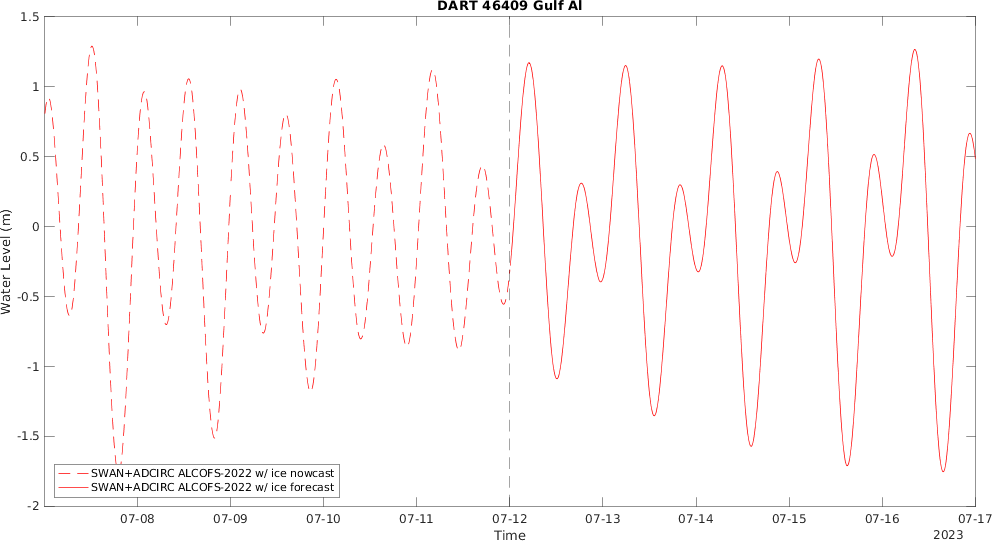 DART 46409 Gulf Al
Water Level (m)
1.5
1
0.5
0
-0.5
-1
-1.5
-2
SWAN+ADCIRC ALCOFS-2022 w/ ice nowcast
SWAN+ADCIRC ALCOFS-2022 w/ ice forecast
07-08 07-09 07-10 07-11 07-12 07-13 07-14 07-15 07-16 07-17
Time
2023